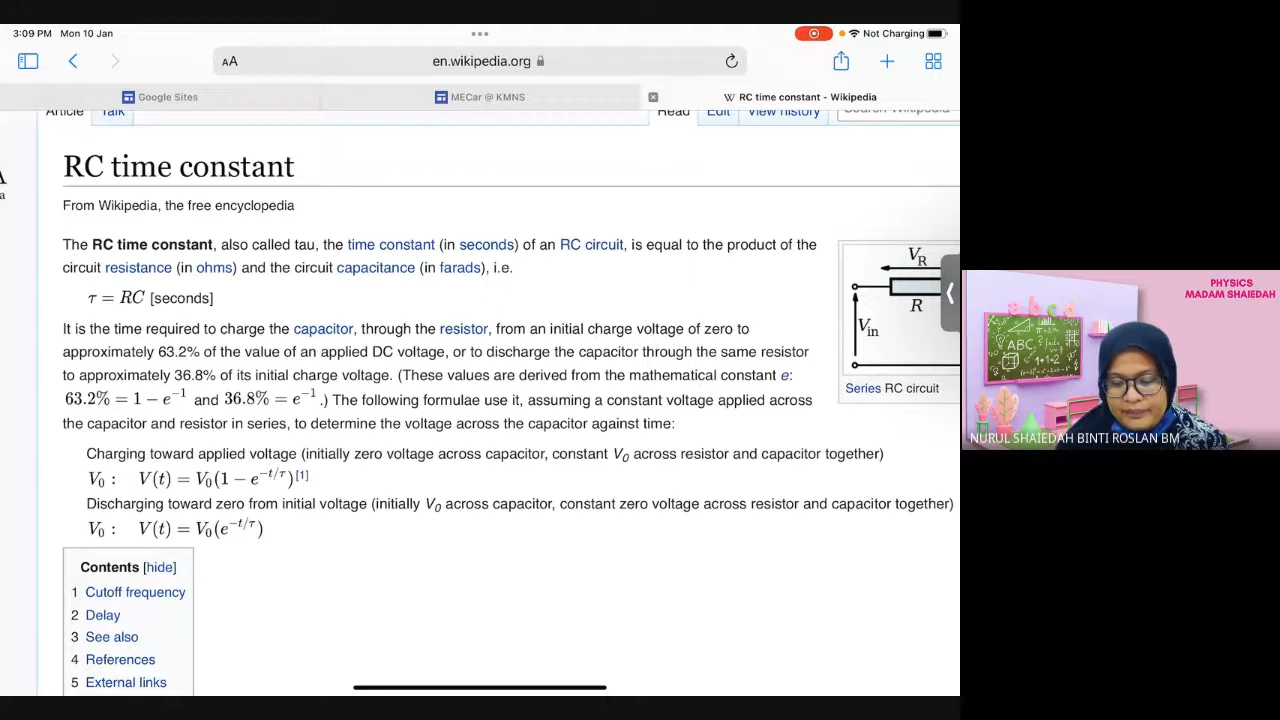 3:09 PM Mon 10 Jan
Not Charging
AA
en.wikipedia.org
Google Sites
MECar @ KMNS
W RC time constant - Wikipedia
Article Talk Read Edit View history Search Wikipedia
RC time constant
From Wikipedia, the free encyclopedia
The RC time constant, also called tau, the time constant (in seconds) of an RC circuit, is equal to the product of the
circuit resistance (in ohms) and the circuit capacitance (in farads), i.e.
τ = RC [seconds]
It is the time required to charge the capacitor, through the resistor, from an initial charge voltage of zero to
approximately 63.2% of the value of an applied DC voltage, or to discharge the capacitor through the same resistor
to approximately 36.8% of its initial charge voltage. (These values are derived from the mathematical constant e:
63.2% = 1 − e⁻¹ and 36.8% = e⁻¹.) The following formulae use it, assuming a constant voltage applied across
the capacitor and resistor in series, to determine the voltage across the capacitor against time:
Charging toward applied voltage (initially zero voltage across capacitor, constant V₀ across resistor and capacitor together)
V₀ : V(t) = V₀(1 − e^(−t/τ))[1]
Discharging toward zero from initial voltage (initially V₀ across capacitor, constant zero voltage across resistor and capacitor together)
V₀ : V(t) = V₀(e^(−t/τ))
Contents [hide]
1 Cutoff frequency
2 Delay
3 See also
4 References
5 External links
V_R
R
V_in
Series RC circuit
A
a
PHYSICS
MADAM SHAIEDAH
a b c d
ABC
1+1=2
NURUL SHAIEDAH BINTI ROSLAN BM